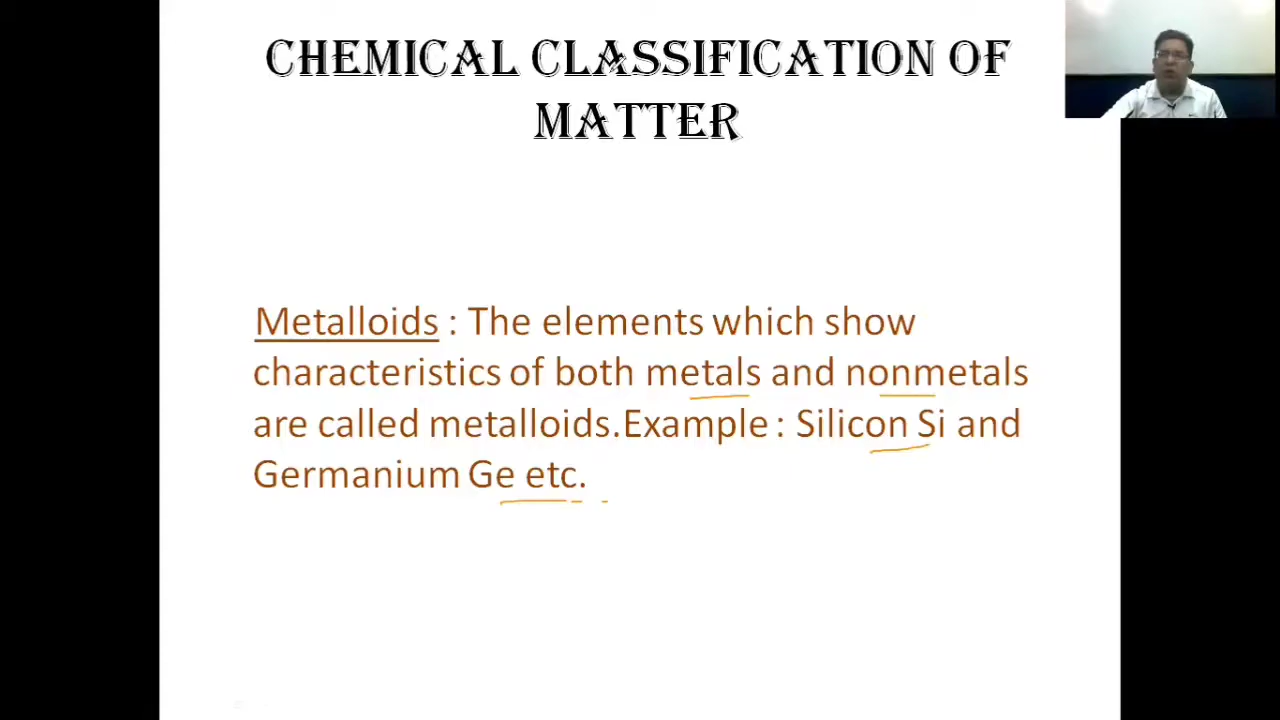 CHEMICAL CLASSIFICATION OF
MATTER
Metalloids : The elements which show
characteristics of both metals and nonmetals
are called metalloids.Example : Silicon Si and
Germanium Ge etc.